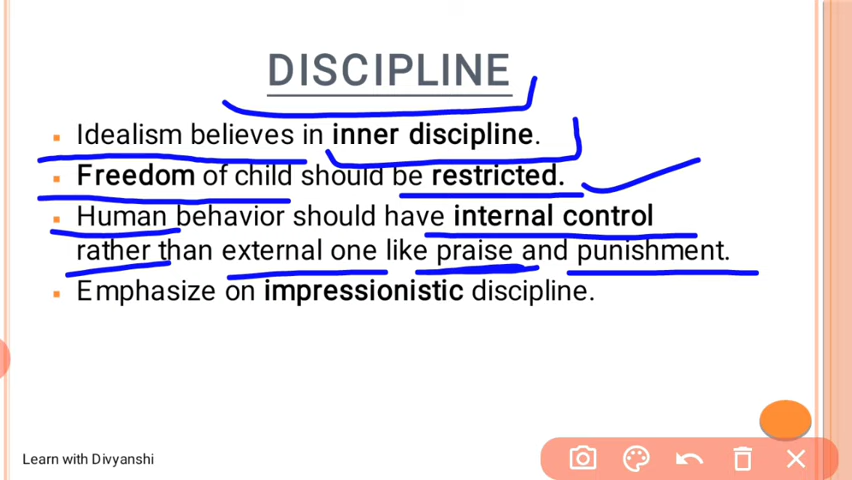 DISCIPLINE
Idealism believes in inner discipline.
Freedom of child should be restricted.
Human behavior should have internal control
rather than external one like praise and punishment.
Emphasize on impressionistic discipline.
Learn with Divyanshi